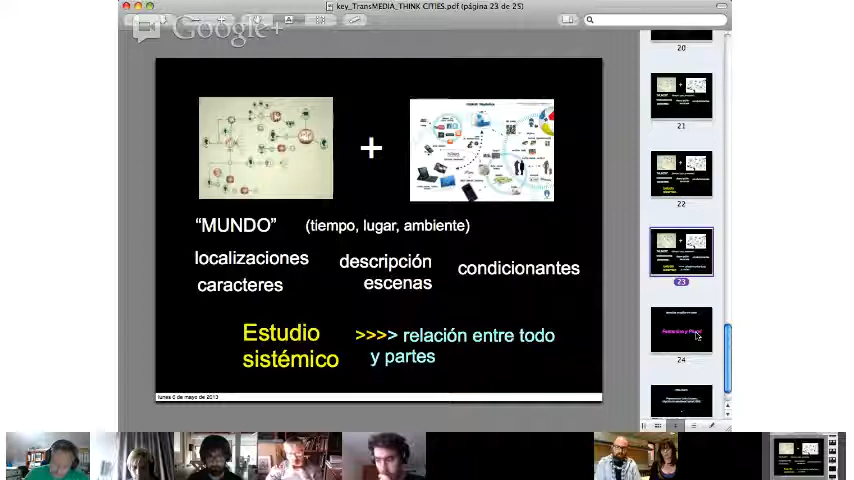 key_TransMEDIA_THINK CITIES.pdf (página 23 de 25)
Google+
+
“MUNDO” (tiempo, lugar, ambiente)
localizaciones descripción condicionantes
caracteres escenas
Estudio >>>> relación entre todo
sistémico y partes
lunes 6 de mayo de 2013
20
21
22
23
24